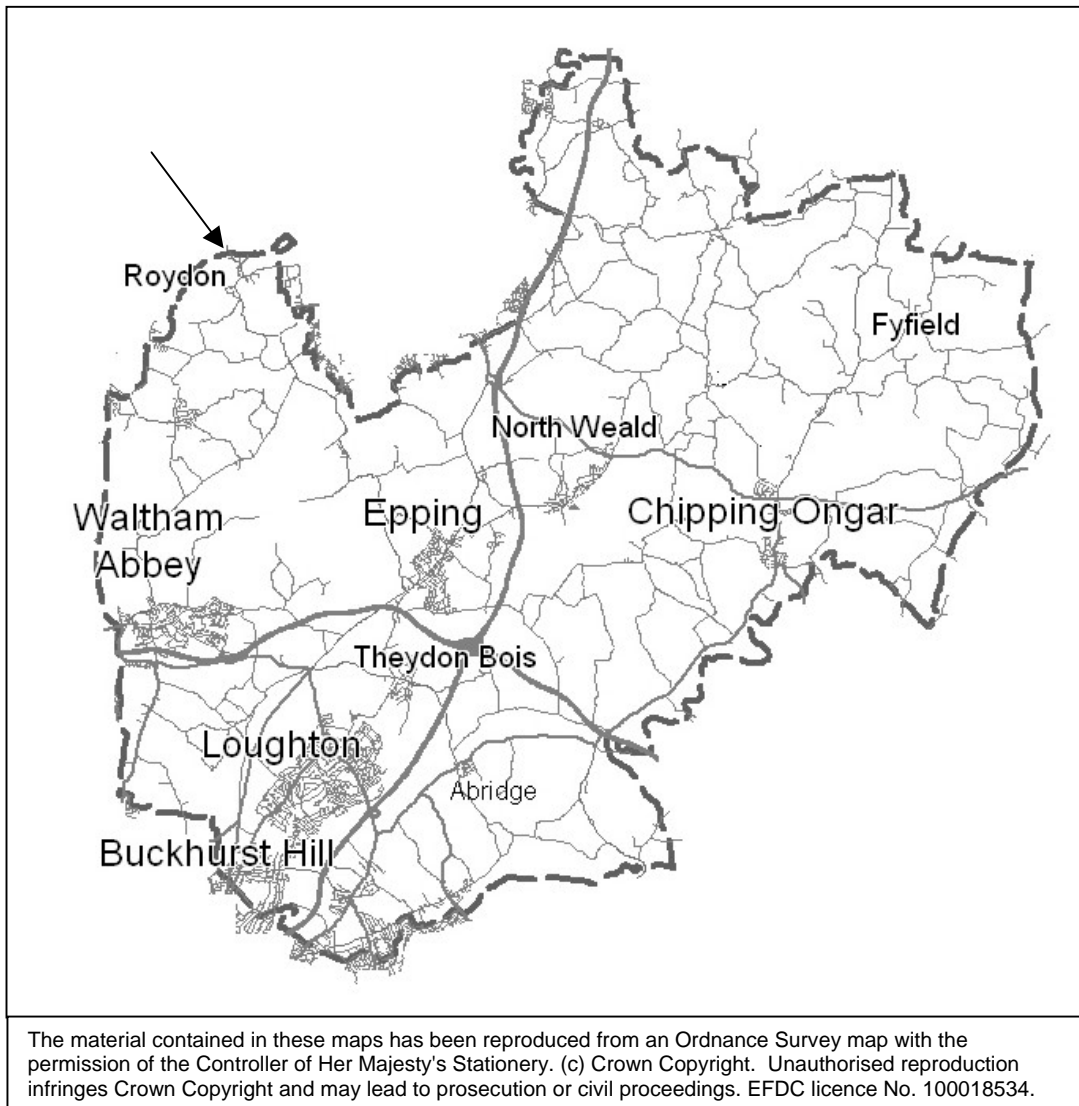 Roydon
Fyfield
North Weald
Waltham
Abbey
Epping
Chipping Ongar
Theydon Bois
Loughton
Abridge
Buckhurst Hill
The material contained in these maps has been reproduced from an Ordnance Survey map with the
permission of the Controller of Her Majesty's Stationery. (c) Crown Copyright.  Unauthorised reproduction
infringes Crown Copyright and may lead to prosecution or civil proceedings. EFDC licence No. 100018534.